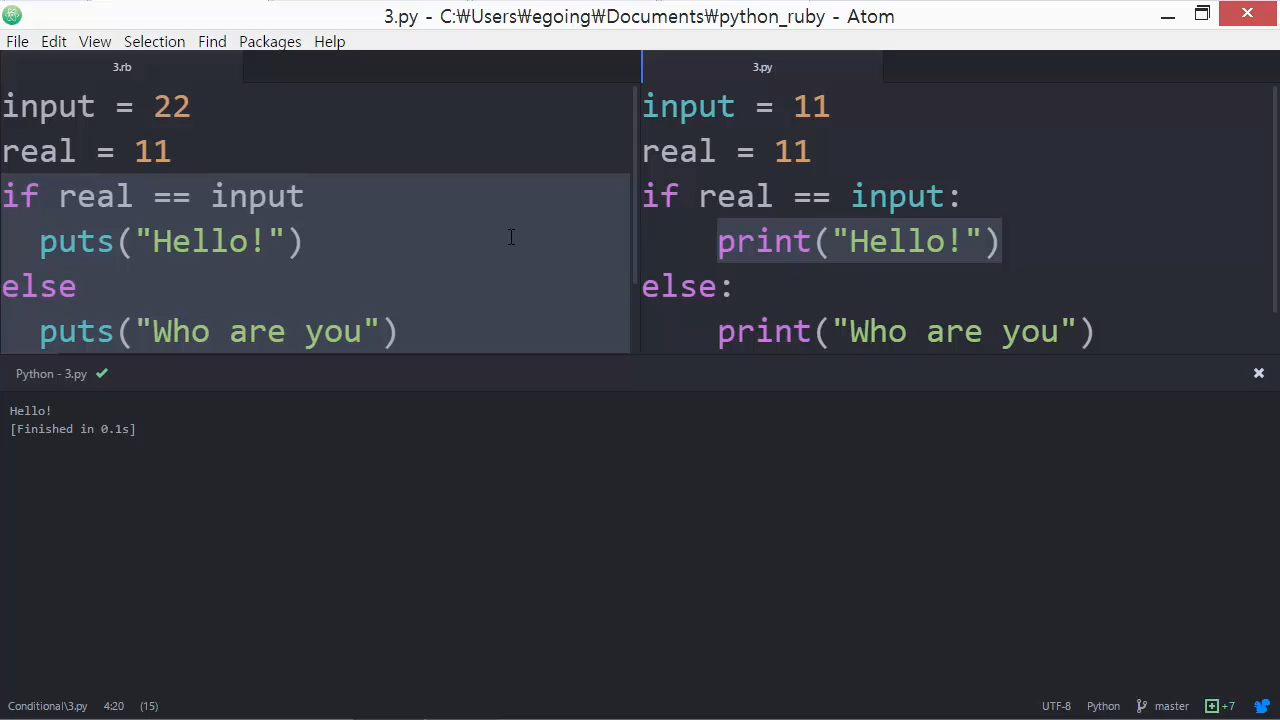 3.py - C:₩Users₩egoing₩Documents₩python_ruby - Atom
File Edit View Selection Find Packages Help
3.rb
input = 22
real = 11
if real == input
  puts("Hello!")
else
  puts("Who are you")
3.py
input = 11
real = 11
if real == input:
    print("Hello!")
else:
    print("Who are you")
Python - 3.py
Hello!
[Finished in 0.1s]
Conditional\3.py 4:20 (15) UTF-8 Python master +7